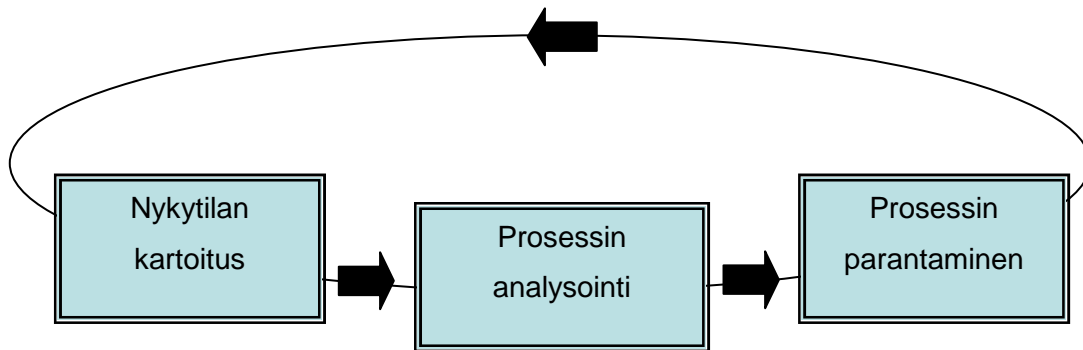 Nykytilan
kartoitus
Prosessin
analysointi
Prosessin
parantaminen